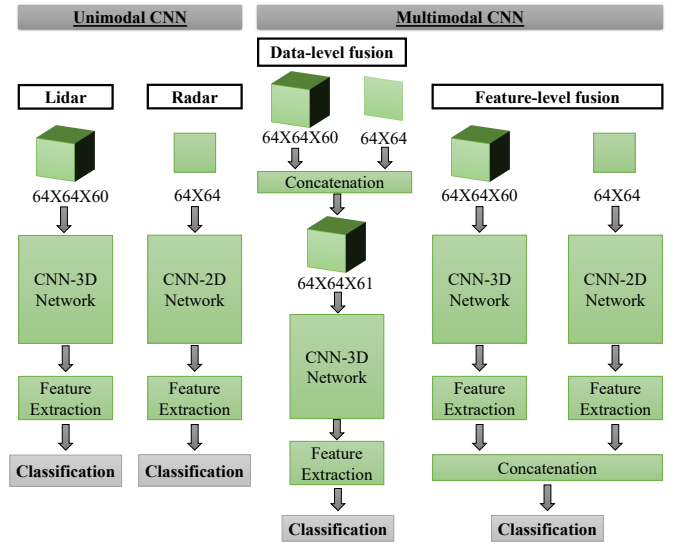 Unimodal CNN
Multimodal CNN
Lidar
64X64X60
CNN-3D
Network
Feature
Extraction
Classification
Radar
64X64
CNN-2D
Network
Feature
Extraction
Classification
Data-level fusion
64X64X60
64X64
Concatenation
64X64X61
CNN-3D
Network
Feature
Extraction
Classification
Feature-level fusion
64X64X60
64X64
CNN-3D
Network
CNN-2D
Network
Feature
Extraction
Feature
Extraction
Concatenation
Classification